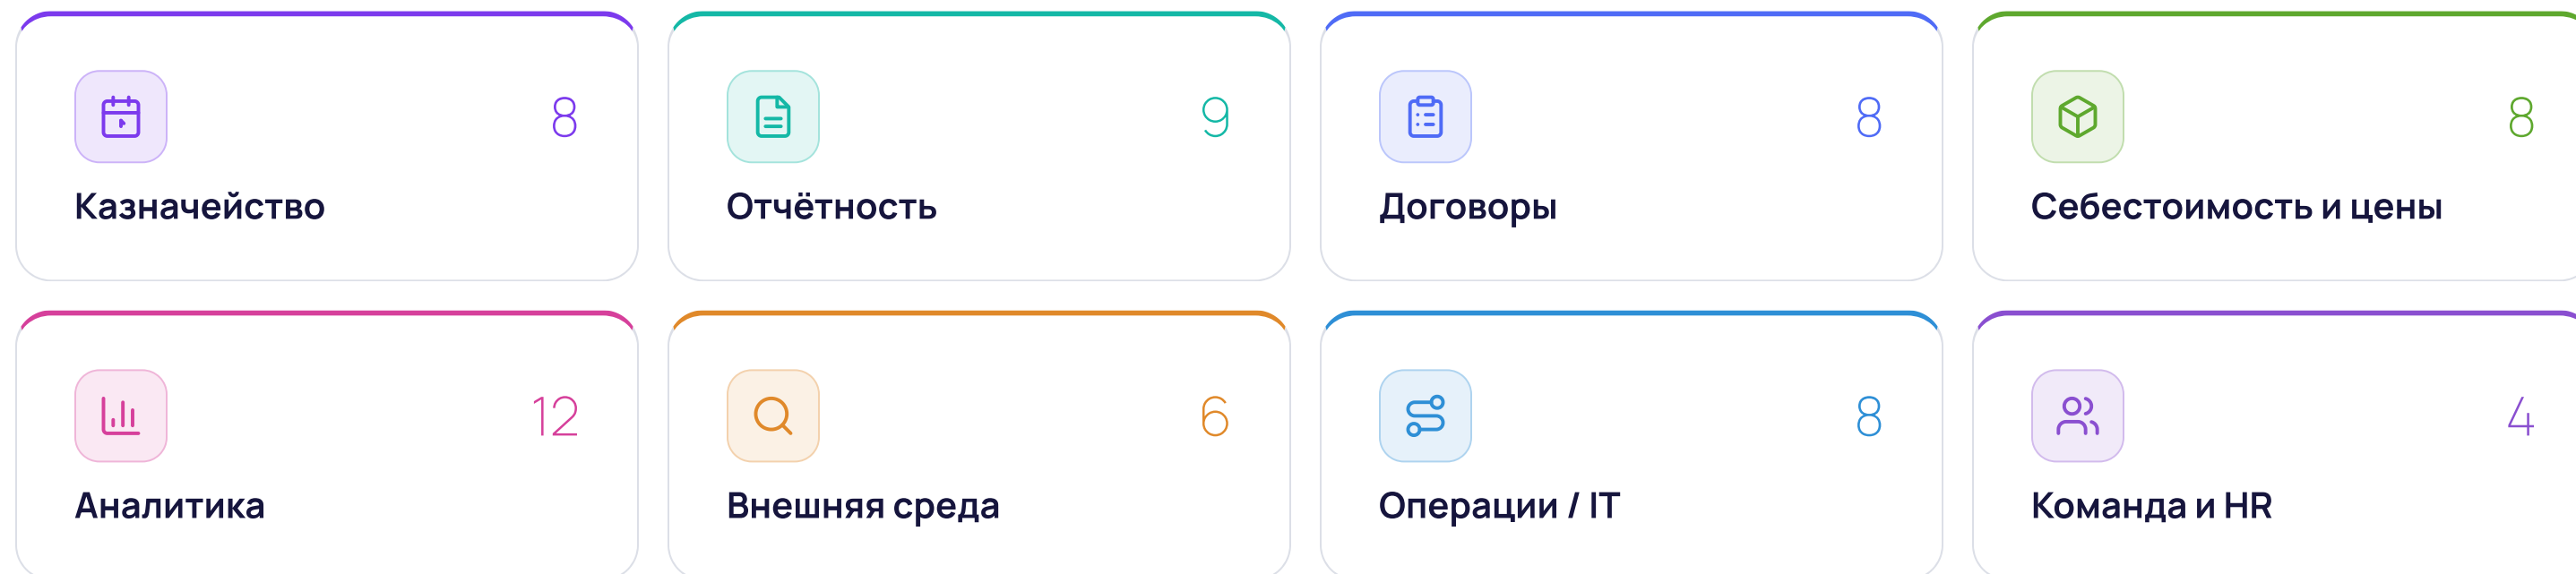 8
Казначейство
9
Отчётность
8
Договоры
8
Себестоимость и цены
12
Аналитика
6
Внешняя среда
8
Операции / IT
4
Команда и HR